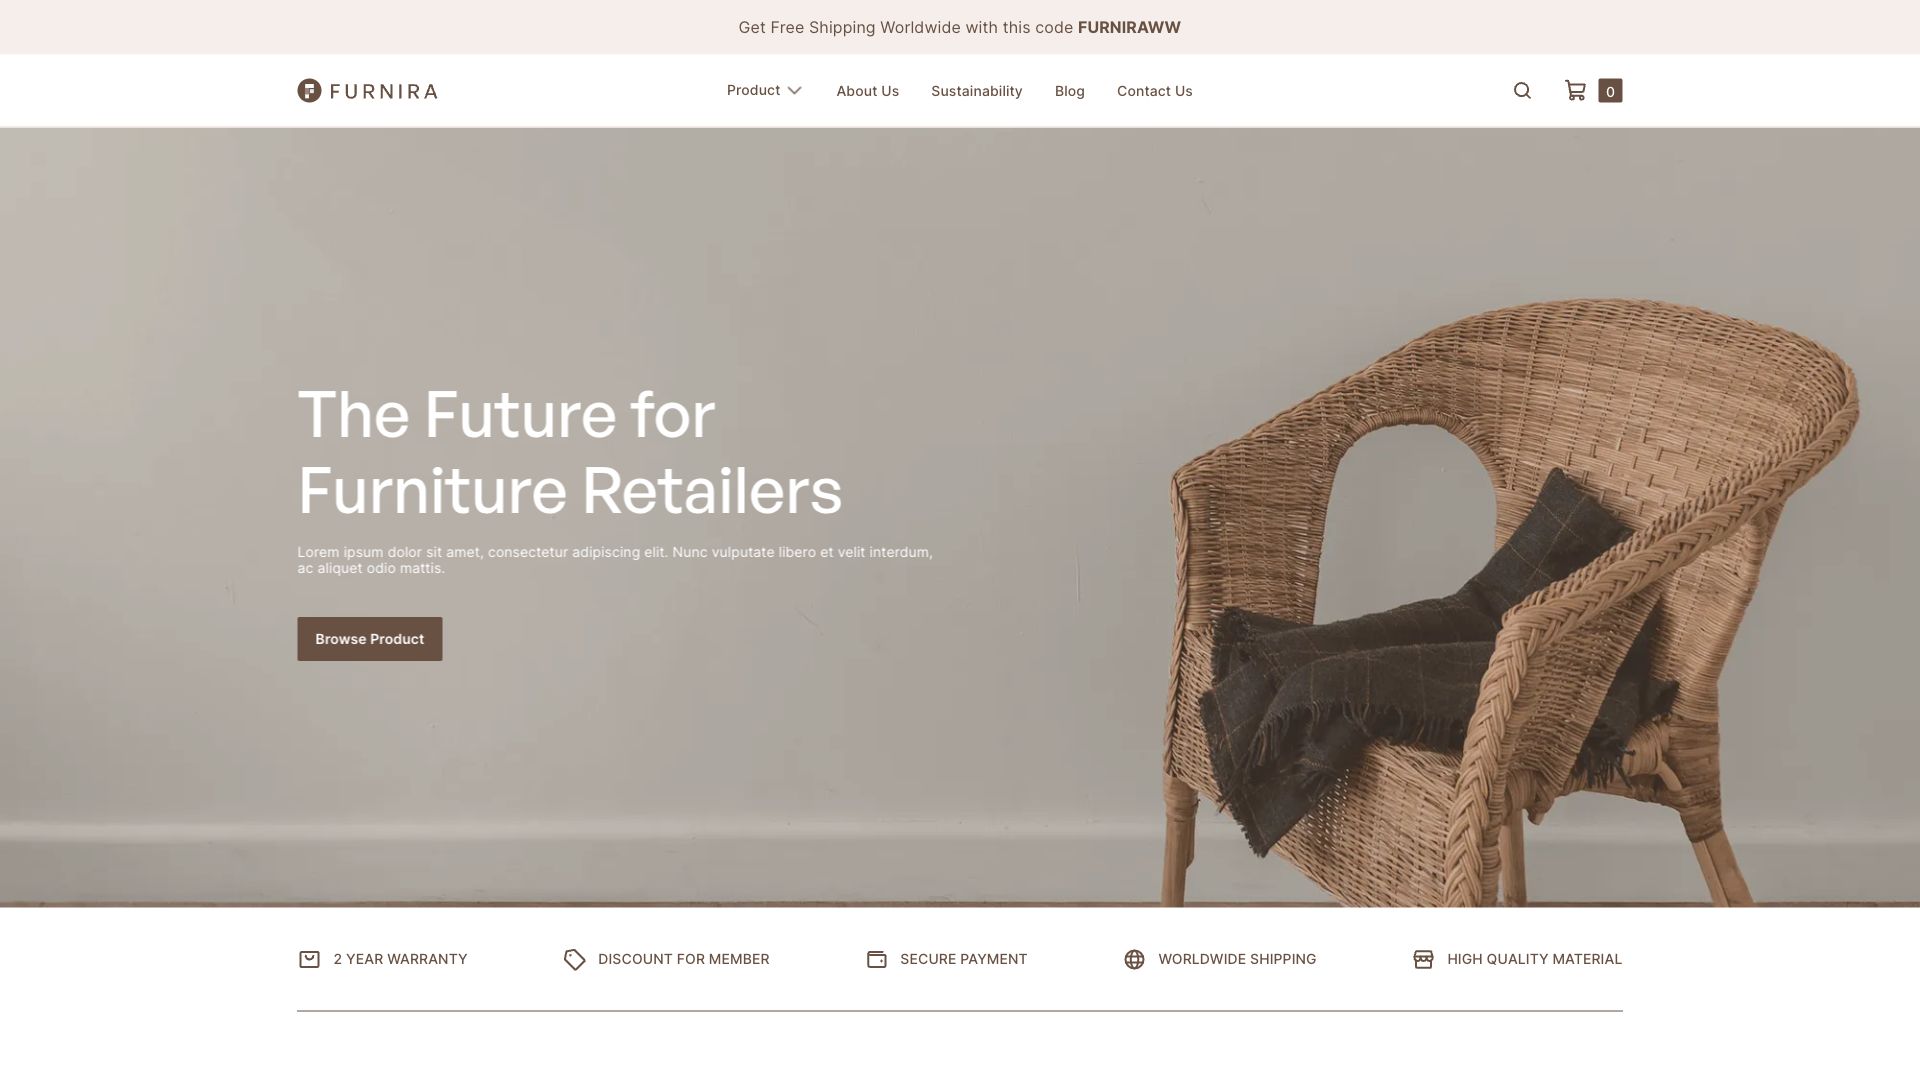 Get Free Shipping Worldwide with this code FURNIRAWW
FURNIRA
Product
About Us
Sustainability
Blog
Contact Us
0
The Future for
Furniture Retailers
Lorem ipsum dolor sit amet, consectetur adipiscing elit. Nunc vulputate libero et velit interdum,
ac aliquet odio mattis.
Browse Product
2 YEAR WARRANTY
DISCOUNT FOR MEMBER
SECURE PAYMENT
WORLDWIDE SHIPPING
HIGH QUALITY MATERIAL